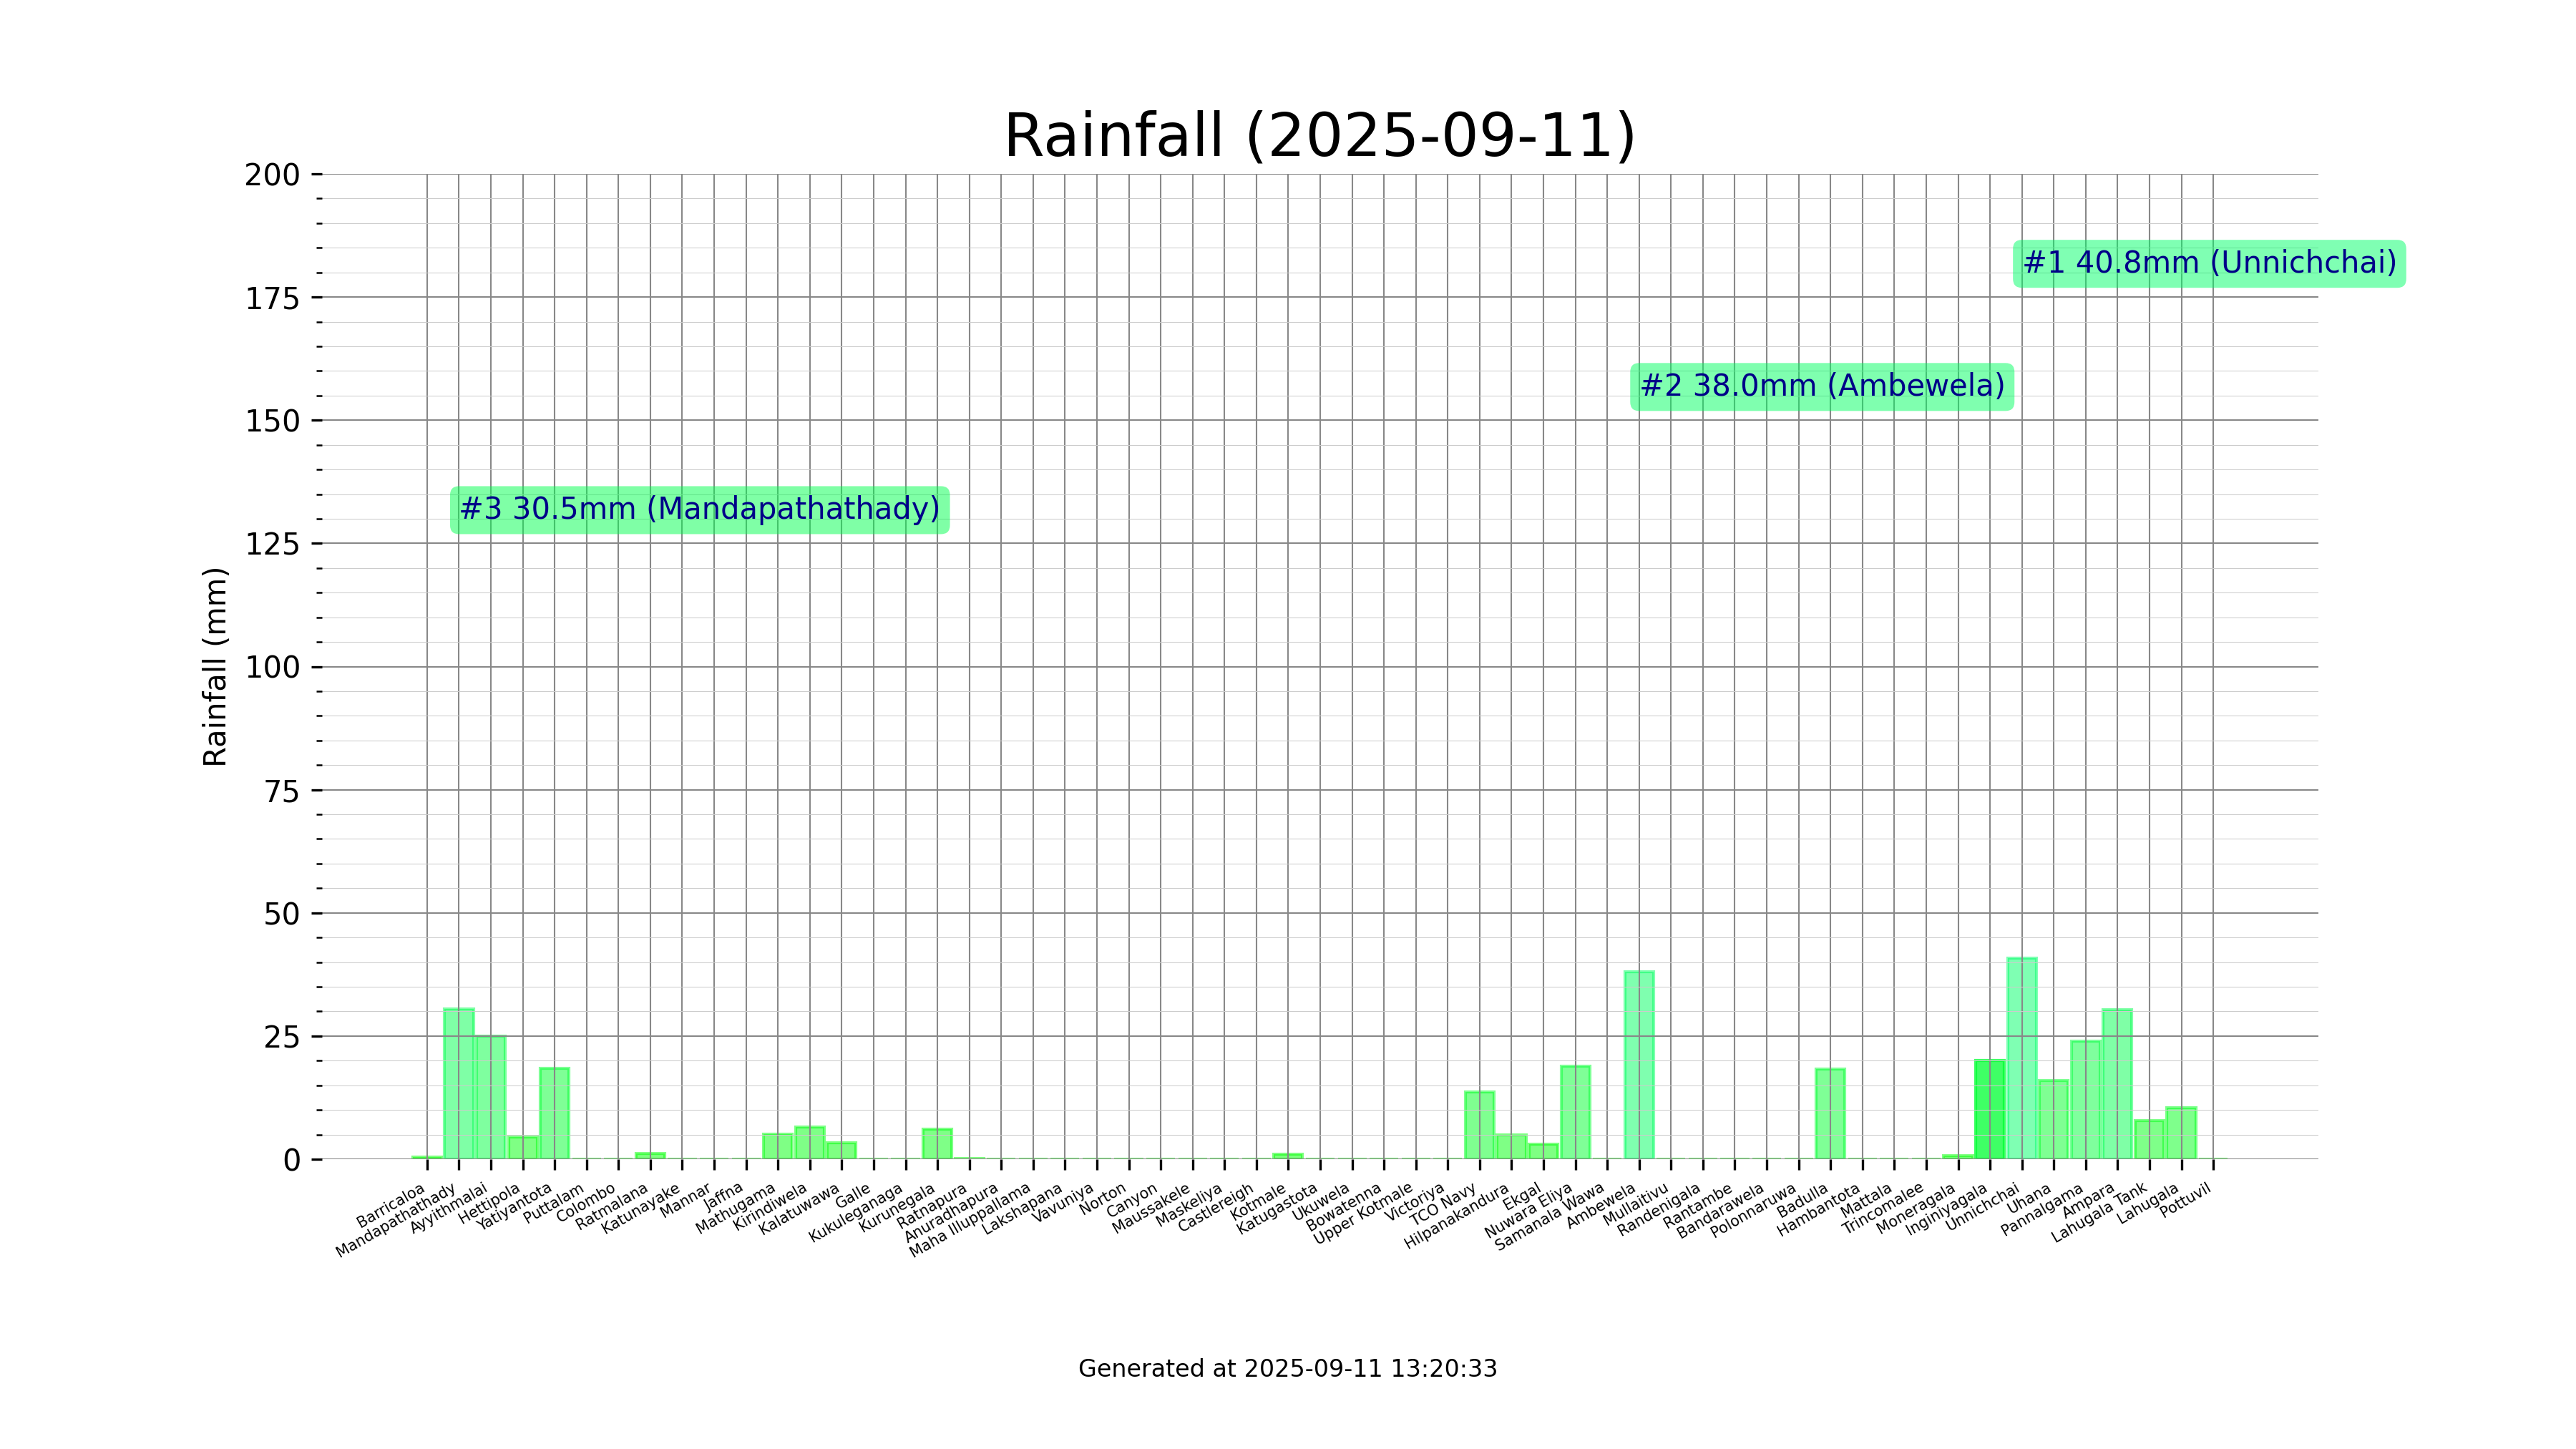 Rainfall (2025-09-11)
200
175
150
125
100
75
50
25
0
Rainfall (mm)
#1 40.8mm (Unnichchai)
#2 38.0mm (Ambewela)
#3 30.5mm (Mandapathathady)
Barricaloa
Mandapathathady
Ayyithmalai
Hettipola
Yatiyantota
Puttalam
Colombo
Ratmalana
Katunayake
Mannar
Jaffna
Mathugama
Kirindiwela
Kalatuwawa
Galle
Kukuleganaga
Kurunegala
Ratnapura
Anuradhapura
Maha Illuppallama
Lakshapana
Vavuniya
Norton
Canyon
Maussakele
Maskeliya
Castlereigh
Kotmale
Katugastota
Ukuwela
Bowatenna
Upper Kotmale
Victoriya
TCO Navy
Hilpanakandura
Ekgal
Nuwara Eliya
Samanala Wawa
Ambewela
Mullaitivu
Randenigala
Rantambe
Bandarawela
Polonnaruwa
Badulla
Hambantota
Mattala
Trincomalee
Moneragala
Inginiyagala
Unnichchai
Uhana
Pannalgama
Ampara
Lahugala Tank
Lahugala
Pottuvil
Generated at 2025-09-11 13:20:33